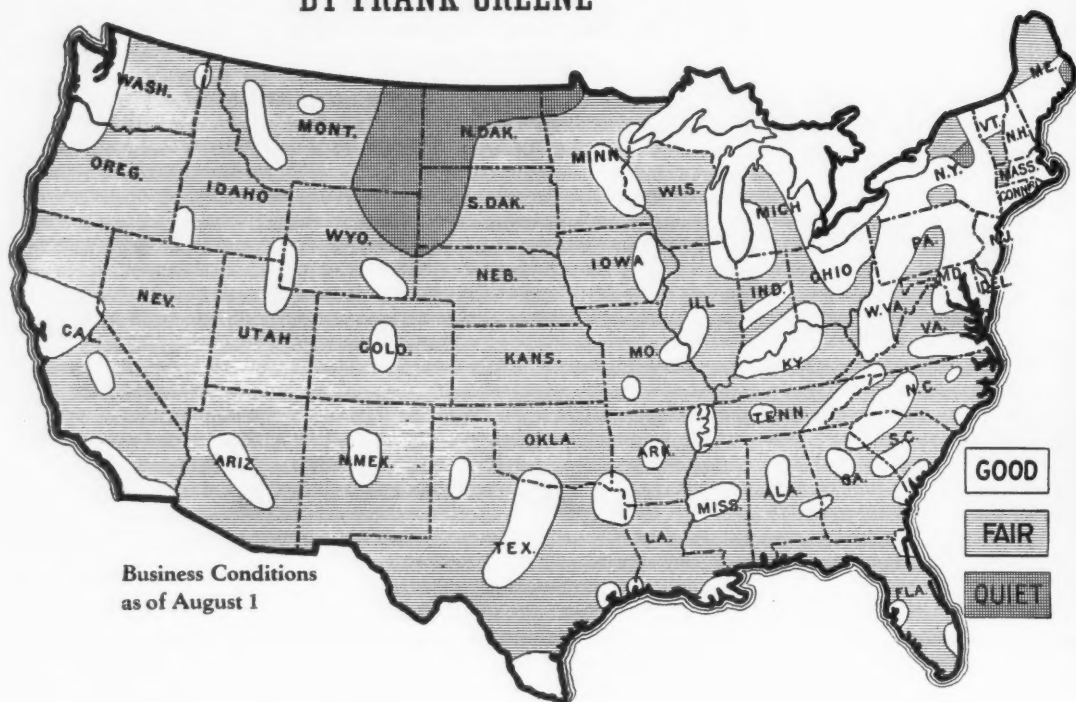 BY FRANK GREENE
WASH.
ME.
MONT.
N.DAK.
VT.
N.H.
MINN.
OREG.
N.Y.
MASS.
CONN.
IDAHO
WIS.
S.DAK.
MICH
WYO.
PA.
N.J.
IOWA
OHIO
NEB.
IND.
MD.
DEL.
ILL
NEV.
W.VA.
UTAH
CAL.
COLO.
VA.
KANS.
MO.
KY
N.C.
TENN.
OKLA.
S.C.
ARIZ.
N.MEX.
ARK.
GA.
ALA.
MISS.
GOOD
TEX.
LA.
FAIR
Business Conditions
as of August 1
FLA.
QUIET